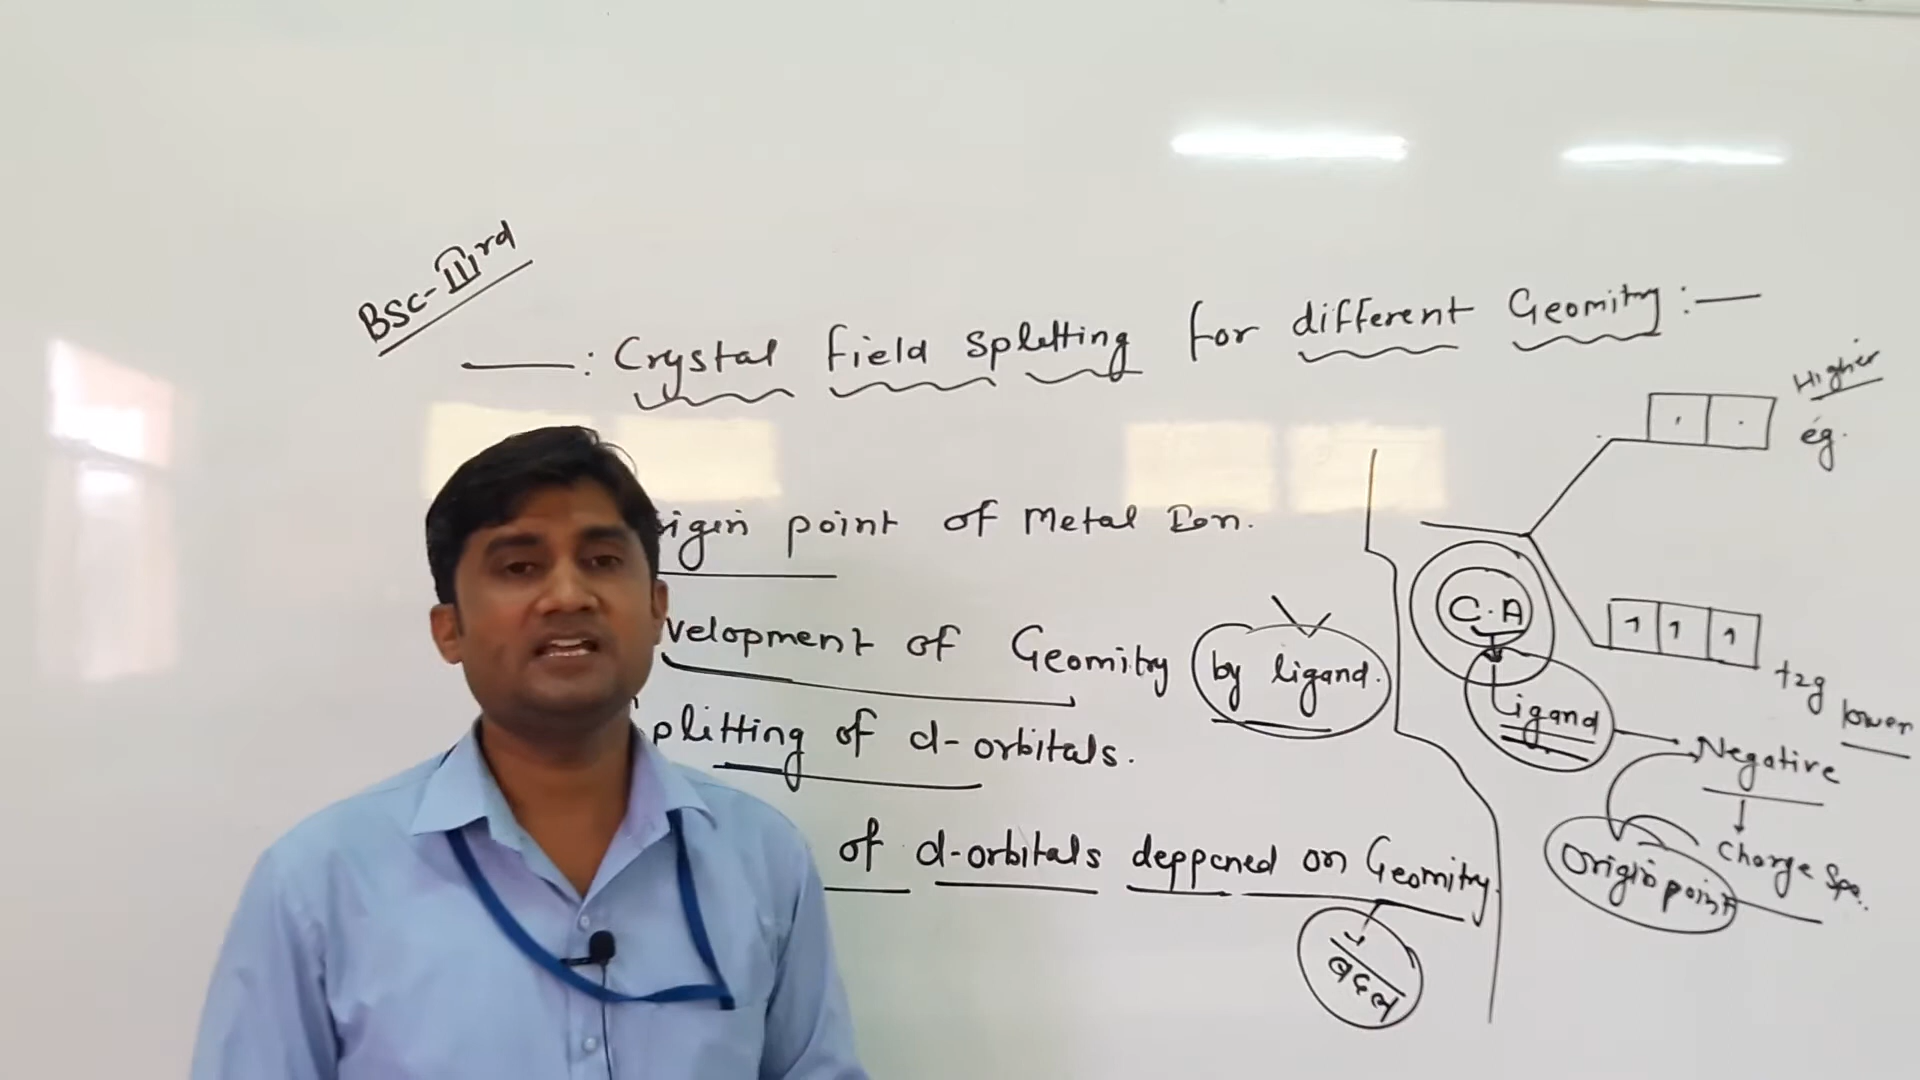 BSc-IIIrd
: Crystal field splitting for different Geomitry :
igin point of Metal Ion.
velopment of Geomitry by ligand.
plitting of d-orbitals.
of d-orbitals deppened on Geomitry.
Higher
eg.
C.A
t2g
lower
Ligand
Negative
Charge Spe..
Origin point